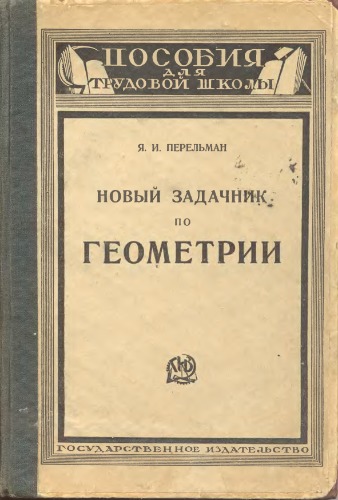 ПОСОБИЯ
для
ТРУДОВОЙ ШКОЛЫ
Я. И. ПЕРЕЛЬМАН
НОВЫЙ ЗАДАЧНИК
ПО
ГЕОМЕТРИИ
ГОСУДАРСТВЕННОЕ ИЗДАТЕЛЬСТВО